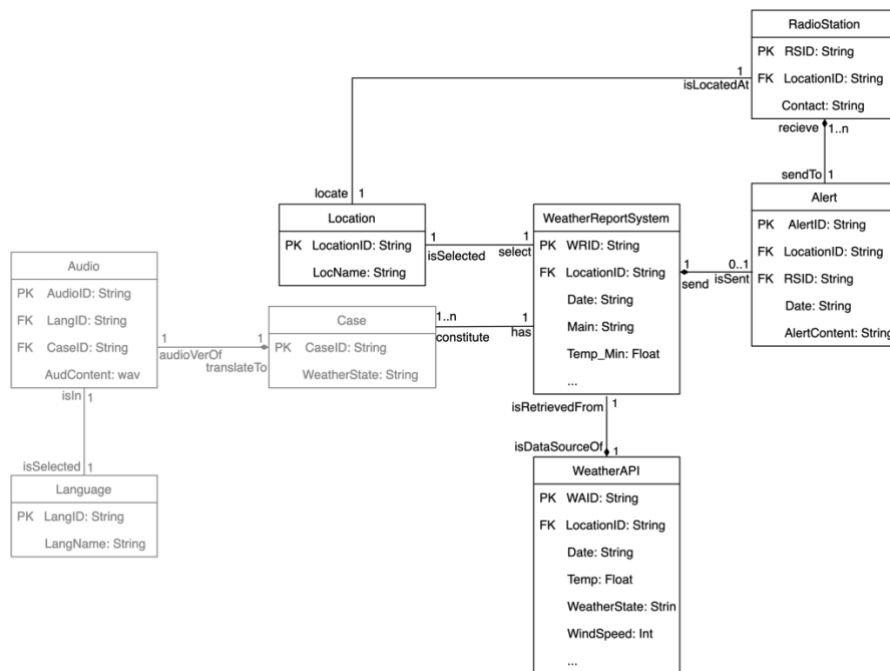 RadioStation
PK RSID: String
FK LocationID: String
Contact: String
1
isLocatedAt
recieve 1..n
sendTo 1
Alert
PK AlertID: String
FK LocationID: String
FK RSID: String
Date: String
AlertContent: String
locate 1
Location
PK LocationID: String
LocName: String
1
isSelected
1
select
WeatherReportSystem
PK WRID: String
FK LocationID: String
Date: String
Main: String
Temp_Min: Float
...
1
send
0..1
isSent
Audio
PK AudioID: String
FK LangID: String
FK CaseID: String
AudContent: wav
1
audioVerOf
1
translateTo
Case
PK CaseID: String
WeatherState: String
1..n
constitute
1
has
isIn 1
isSelected 1
Language
PK LangID: String
LangName: String
isRetrievedFrom 1
isDataSourceOf 1
WeatherAPI
PK WAID: String
FK LocationID: String
Date: String
Temp: Float
WeatherState: Strin
WindSpeed: Int
...